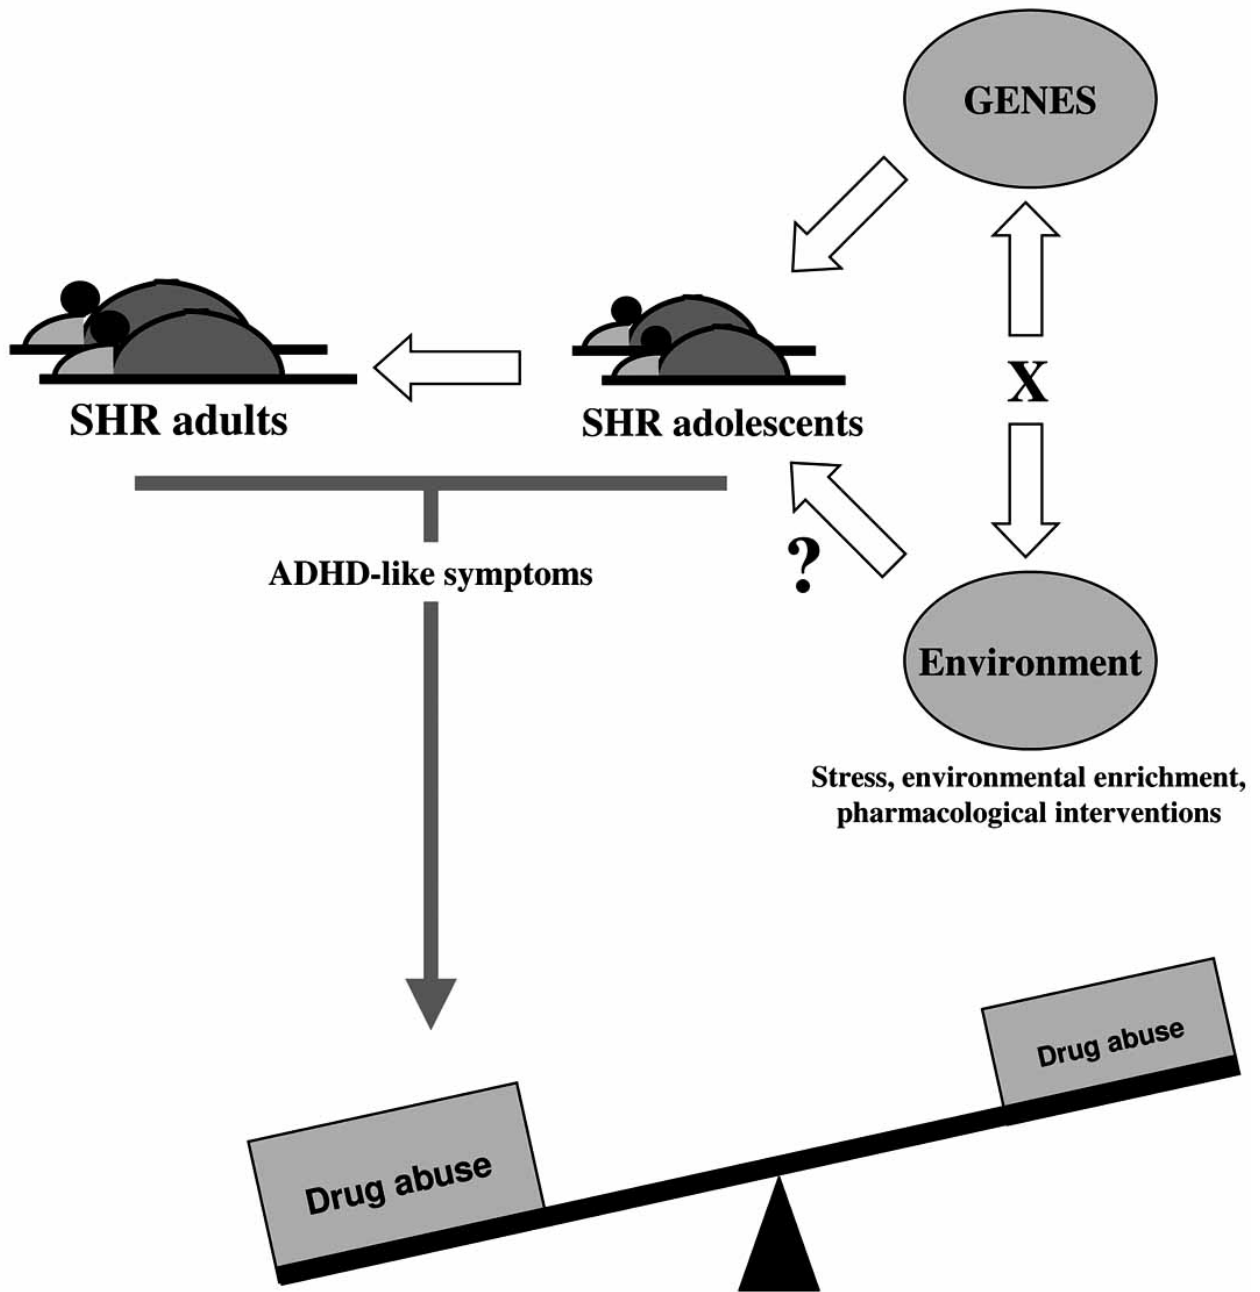 GENES
X
SHR adults
SHR adolescents
ADHD-like symptoms
?
Environment
Stress, environmental enrichment,
pharmacological interventions
Drug abuse
Drug abuse